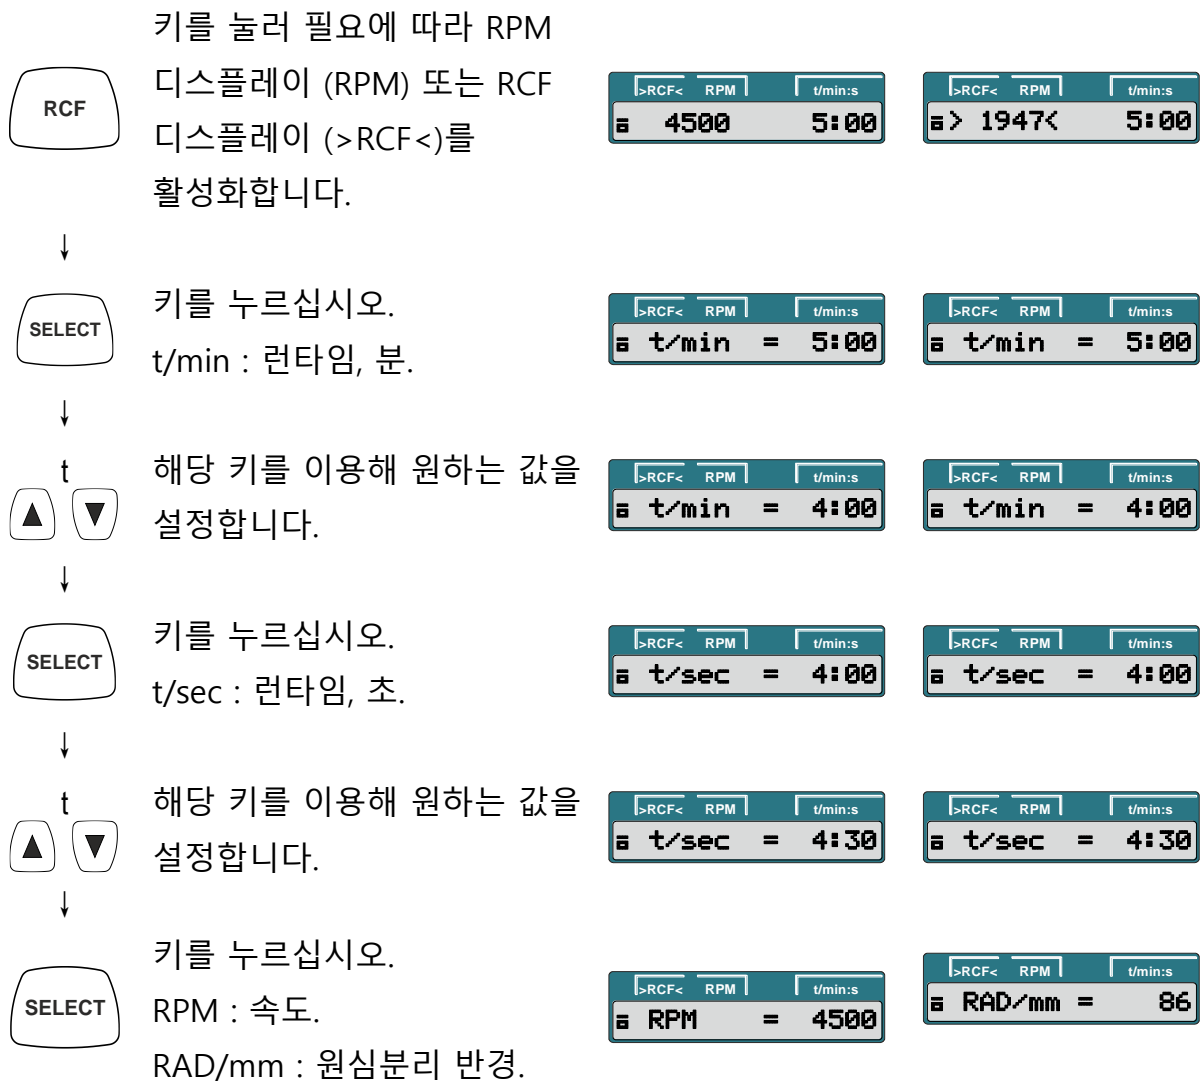 키를 눌러 필요에 따라 RPM
디스플레이 (RPM) 또는 RCF
디스플레이 (>RCF<)를
활성화합니다.
RCF
>RCF< RPM t/min:s
4500 5:00
>RCF< RPM t/min:s
> 1947< 5:00
↓
키를 누르십시오.
t/min : 런타임, 분.
SELECT
>RCF< RPM t/min:s
t/min = 5:00
>RCF< RPM t/min:s
t/min = 5:00
↓
t
해당 키를 이용해 원하는 값을
설정합니다.
>RCF< RPM t/min:s
t/min = 4:00
>RCF< RPM t/min:s
t/min = 4:00
↓
키를 누르십시오.
t/sec : 런타임, 초.
SELECT
>RCF< RPM t/min:s
t/sec = 4:00
>RCF< RPM t/min:s
t/sec = 4:00
↓
t
해당 키를 이용해 원하는 값을
설정합니다.
>RCF< RPM t/min:s
t/sec = 4:30
>RCF< RPM t/min:s
t/sec = 4:30
↓
키를 누르십시오.
RPM : 속도.
RAD/mm : 원심분리 반경.
SELECT
>RCF< RPM t/min:s
RPM = 4500
>RCF< RPM t/min:s
RAD/mm = 86